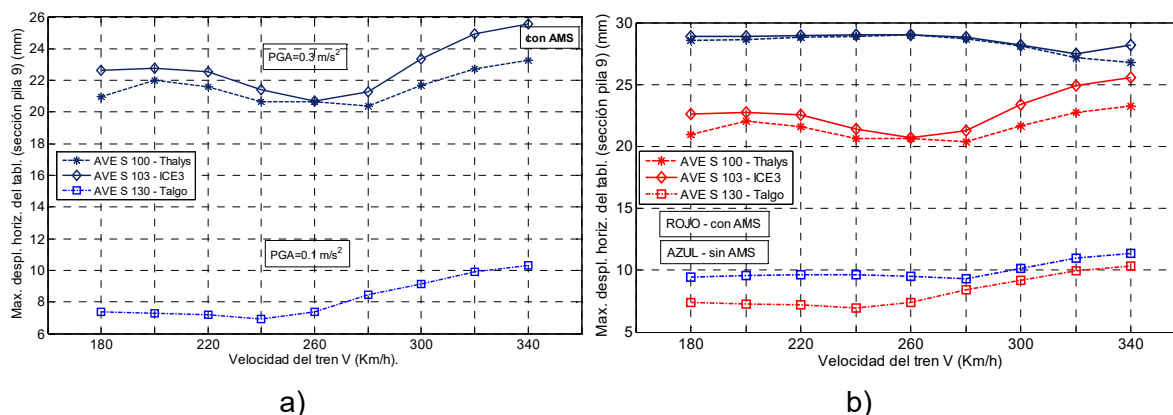 Max. despl. horiz. del tabl. (sección pila 9) (mm)
26
24
22
20
18
16
14
12
10
8
6
PGA=0.3 m/s²
con AMS
AVE S 100 - Thalys
AVE S 103 - ICE3
AVE S 130 - Talgo
PGA=0.1 m/s²
180 220 260 300 340
Velocidad del tren V (Km/h).
a)
Max. despl. horiz. del tabl. (sección pila 9) (mm)
30
25
20
15
10
5
AVE S 100 - Thalys
AVE S 103 - ICE3
AVE S 130 - Talgo
ROJO - con AMS
AZUL - sin AMS
180 220 260 300 340
Velocidad del tren V (Km/h)
b)